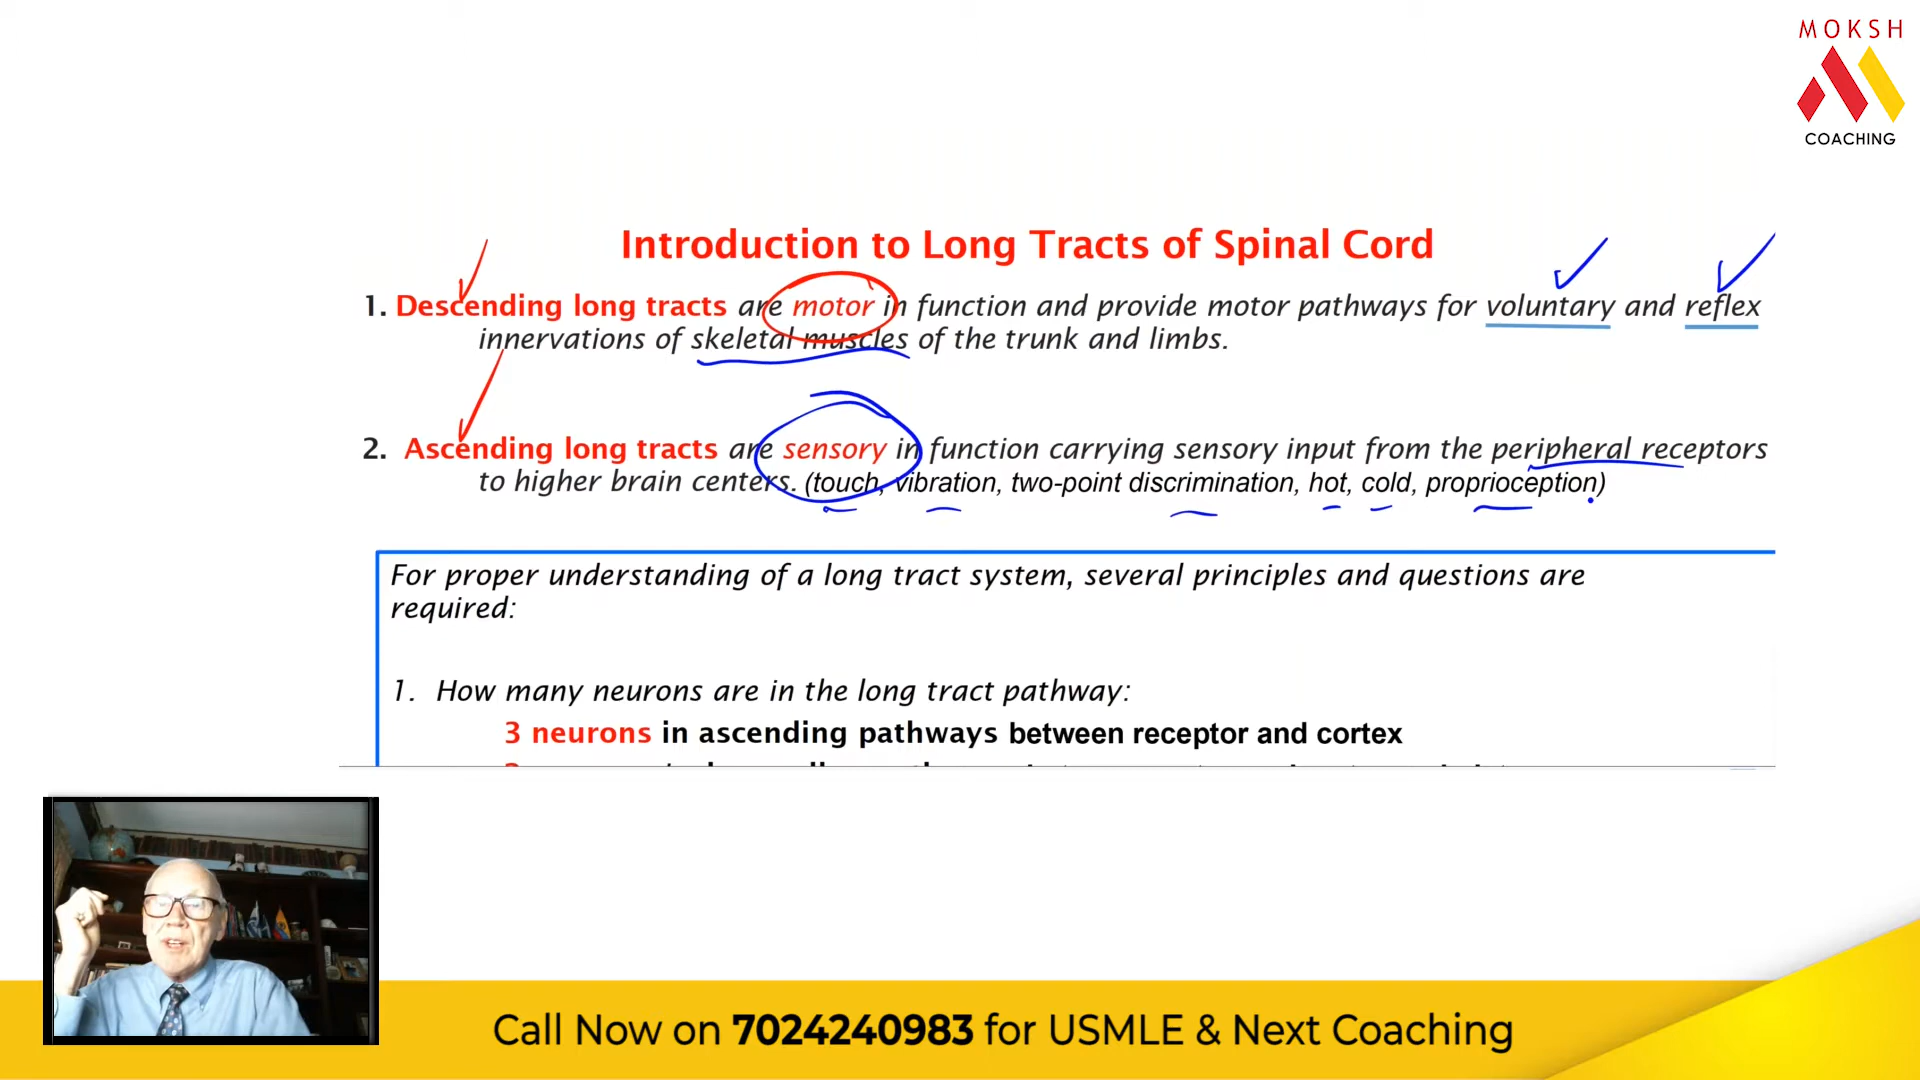 MOKSH
COACHING
Introduction to Long Tracts of Spinal Cord
1. Descending long tracts are motor in function and provide motor pathways for voluntary and reflex
innervations of skeletal muscles of the trunk and limbs.
2. Ascending long tracts are sensory in function carrying sensory input from the peripheral receptors
to higher brain centers. (touch, vibration, two-point discrimination, hot, cold, proprioception)
For proper understanding of a long tract system, several principles and questions are
required:
1. How many neurons are in the long tract pathway:
3 neurons in ascending pathways between receptor and cortex
Call Now on 7024240983 for USMLE & Next Coaching